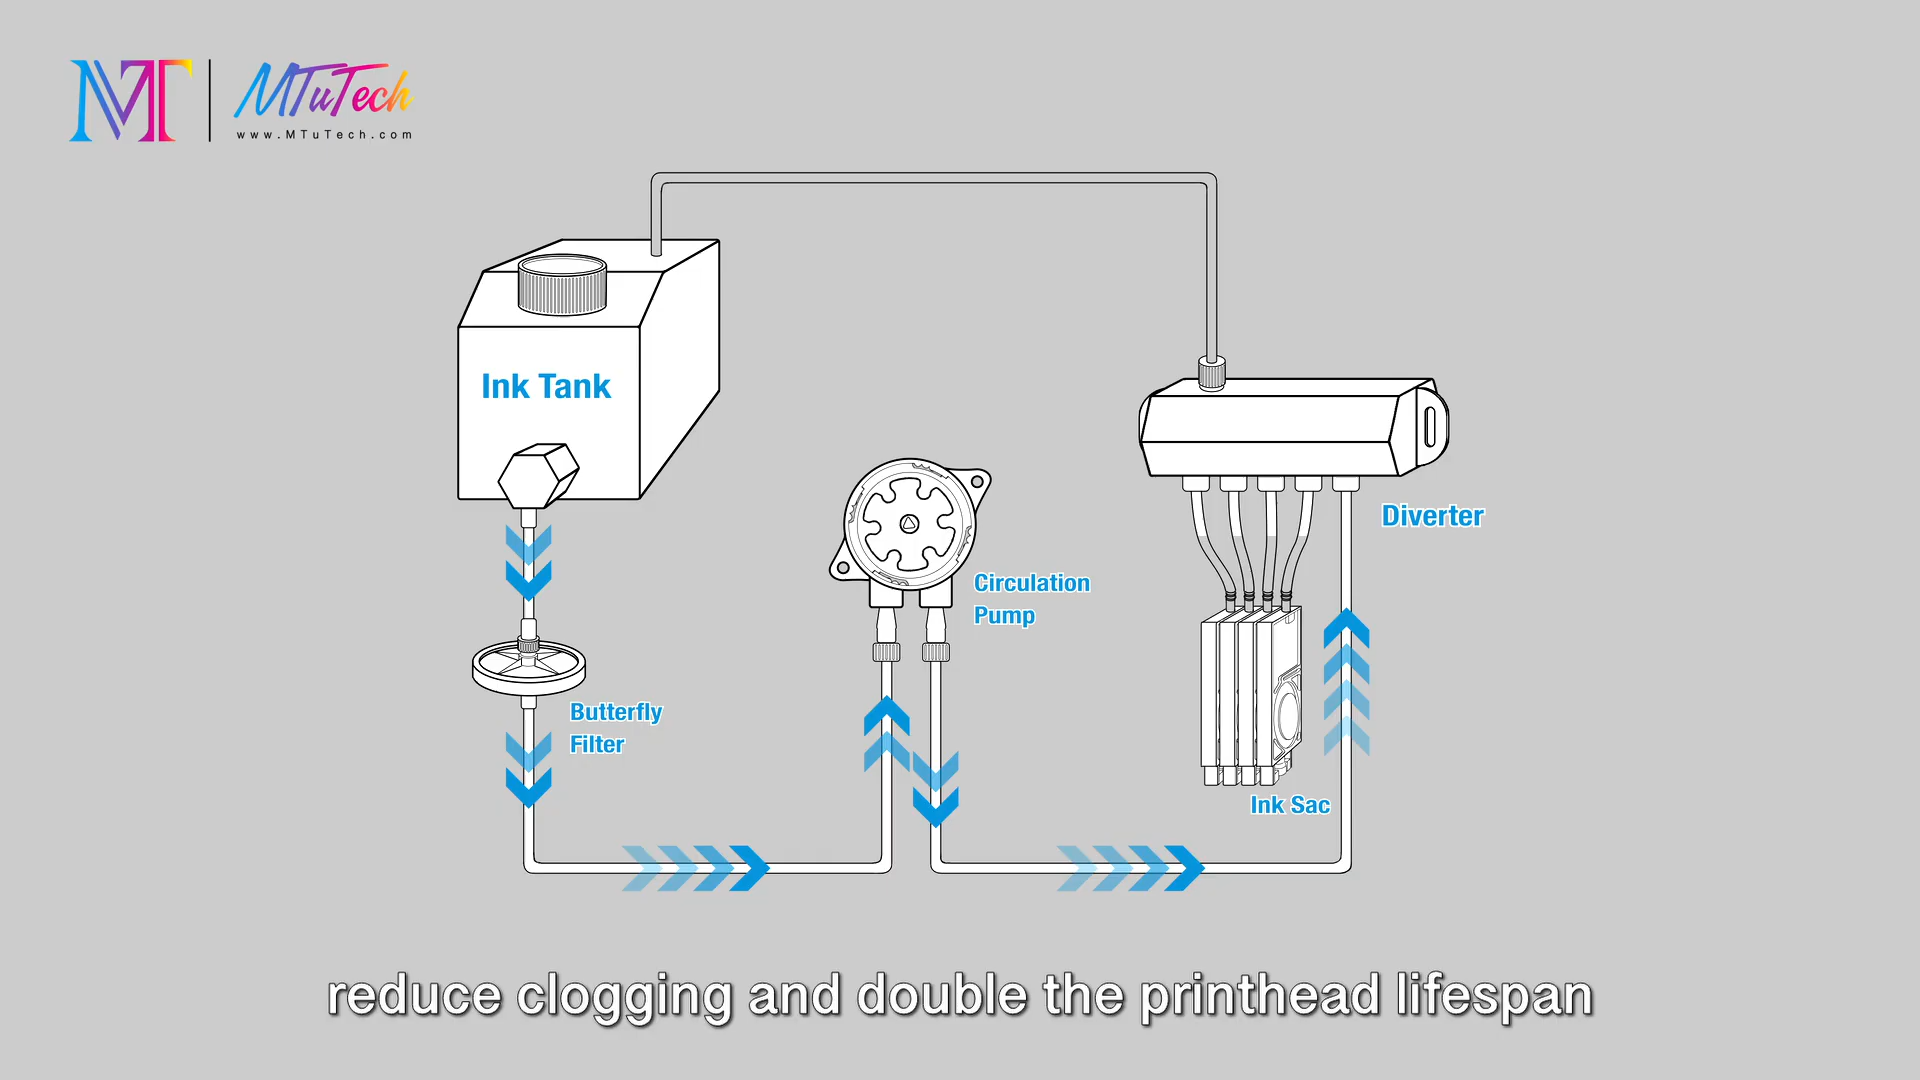 MT
MTuTech
www.MTuTech.com
Ink Tank
Diverter
Circulation
Pump
Butterfly
Filter
Ink Sac
reduce clogging and double the printhead lifespan